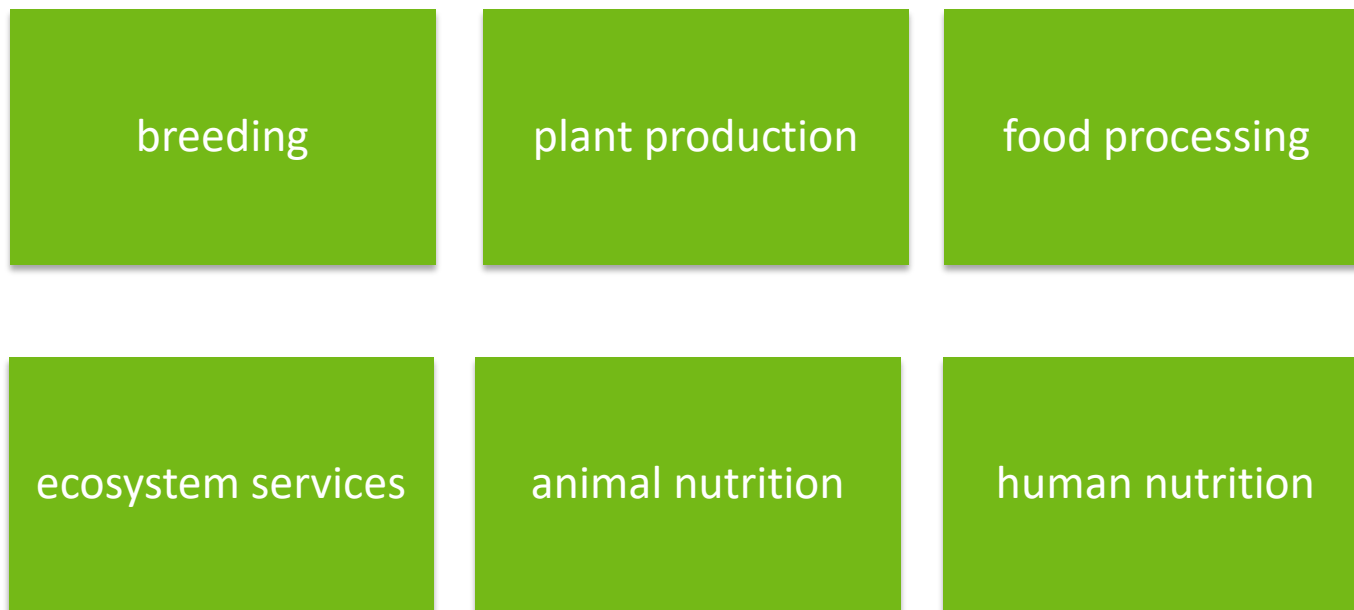 breeding
plant production
food processing
ecosystem services
animal nutrition
human nutrition